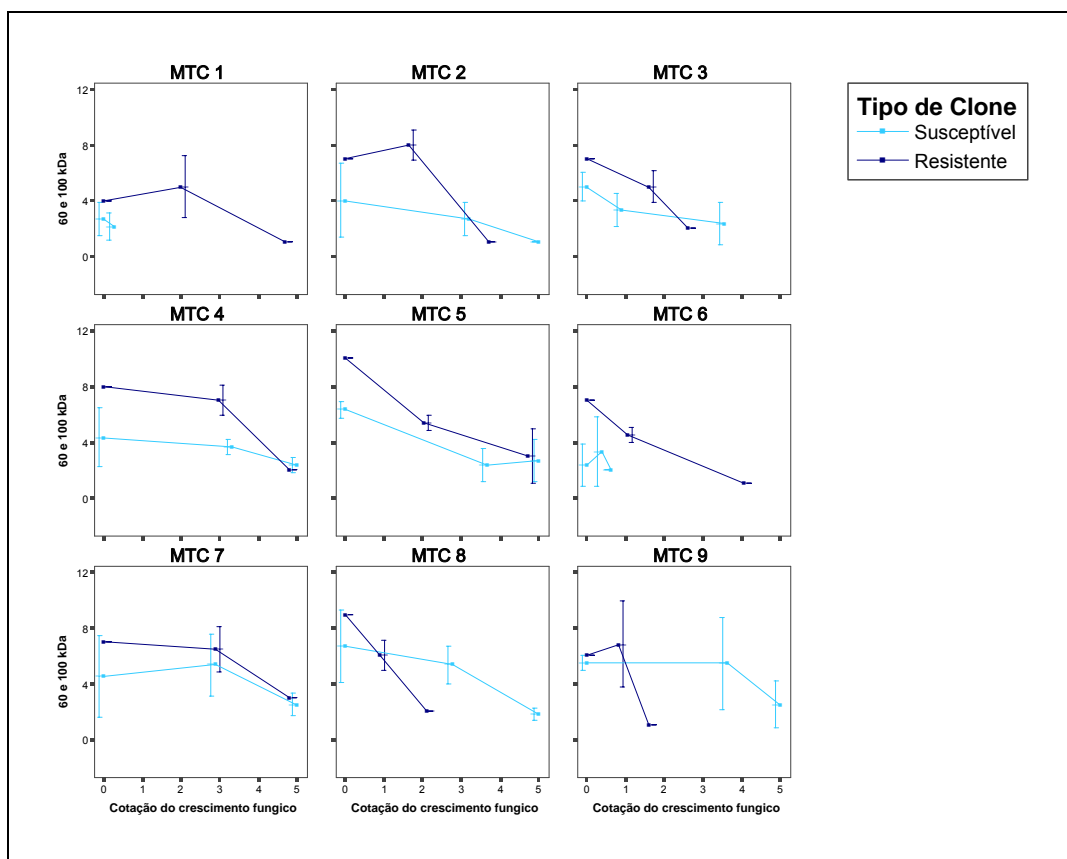 MTC 1 MTC 2 MTC 3
12
8
4
0
60 e 100 kDa
Tipo de Clone
Susceptível
Resistente
MTC 4 MTC 5 MTC 6
12
8
4
0
60 e 100 kDa
MTC 7 MTC 8 MTC 9
12
8
4
0
60 e 100 kDa
0 1 2 3 4 5 0 1 2 3 4 5 0 1 2 3 4 5
Cotação do crescimento fungico Cotação do crescimento fungico Cotação do crescimento fungico